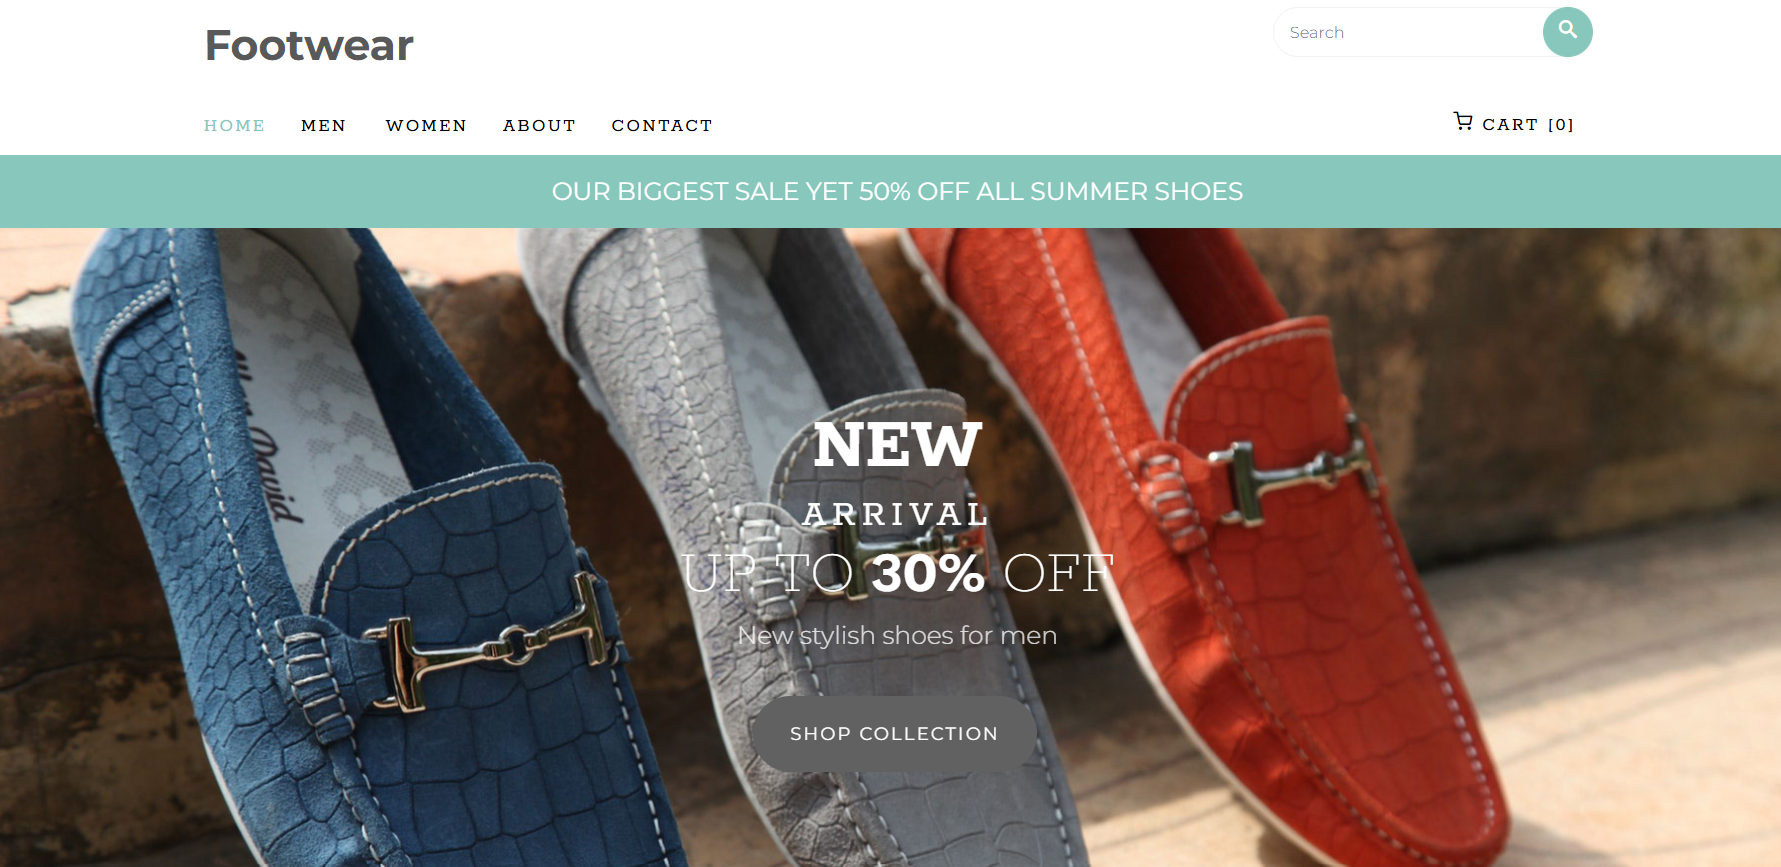 Footwear
Search
HOME MEN WOMEN ABOUT CONTACT
CART [0]
OUR BIGGEST SALE YET 50% OFF ALL SUMMER SHOES
David
NEW
ARRIVAL
UP TO 30% OFF
New stylish shoes for men
SHOP COLLECTION